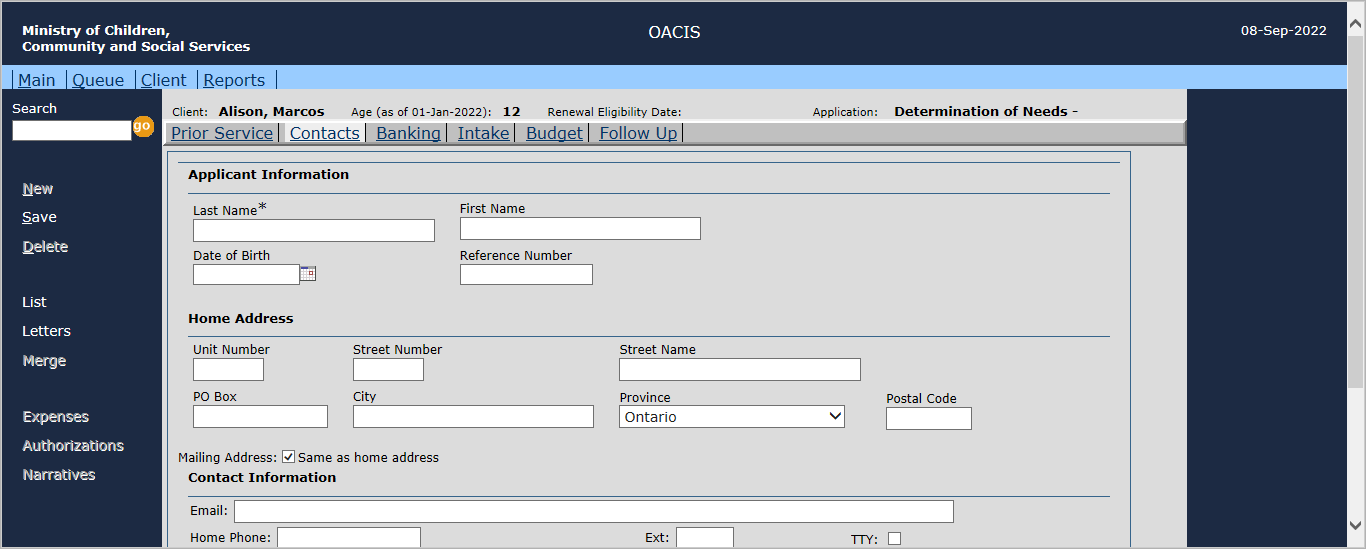 Ministry of Children,
Community and Social Services
OACIS
08-Sep-2022
Main Queue Client Reports
Search
go
New
Save
Delete
List
Letters
Merge
Expenses
Authorizations
Narratives
Client: Alison, Marcos Age (as of 01-Jan-2022): 12 Renewal Eligibility Date: Application: Determination of Needs -
Prior Service Contacts Banking Intake Budget Follow Up
Applicant Information
Last Name* First Name
Date of Birth Reference Number
Home Address
Unit Number Street Number Street Name
PO Box City Province Postal Code
Ontario
Mailing Address: Same as home address
Contact Information
Email:
Home Phone: Ext: TTY: